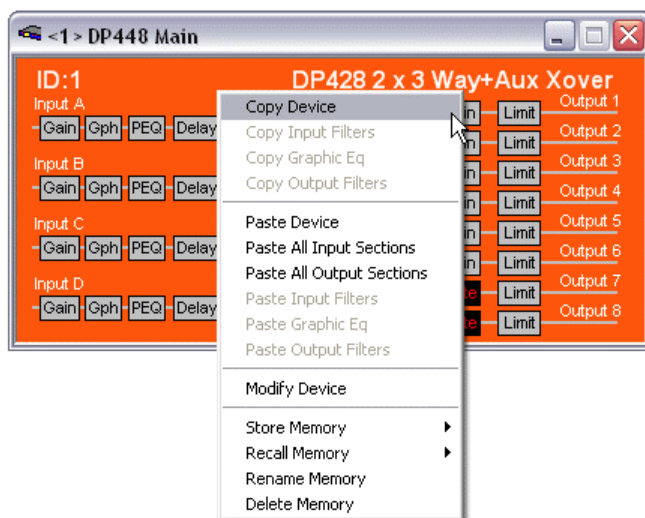 <1> DP448 Main
ID:1 DP428 2 x 3 Way+Aux Xover
Input A
Gain Gph PEQ Delay
Input B
Gain Gph PEQ Delay
Input C
Gain Gph PEQ Delay
Input D
Gain Gph PEQ Delay
Copy Device
Copy Input Filters
Copy Graphic Eq
Copy Output Filters
Paste Device
Paste All Input Sections
Paste All Output Sections
Paste Input Filters
Paste Graphic Eq
Paste Output Filters
Modify Device
Store Memory
Recall Memory
Rename Memory
Delete Memory
Limit Output 1
Limit Output 2
Limit Output 3
Limit Output 4
Limit Output 5
Limit Output 6
Limit Output 7
Limit Output 8